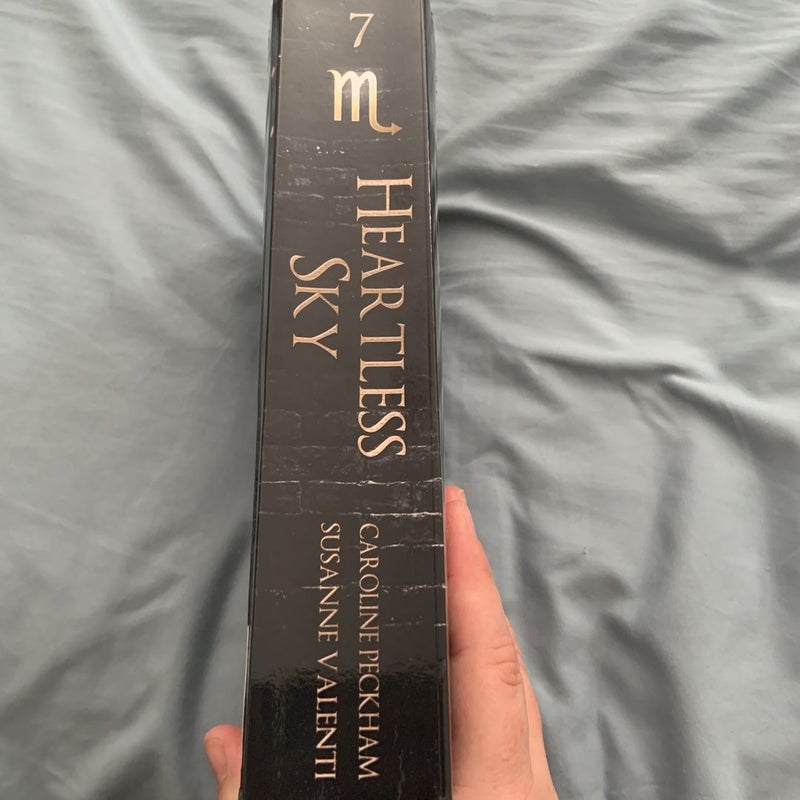 7
HEARTLESS
SKY
CAROLINE PECKHAM
SUSANNE VALENTI